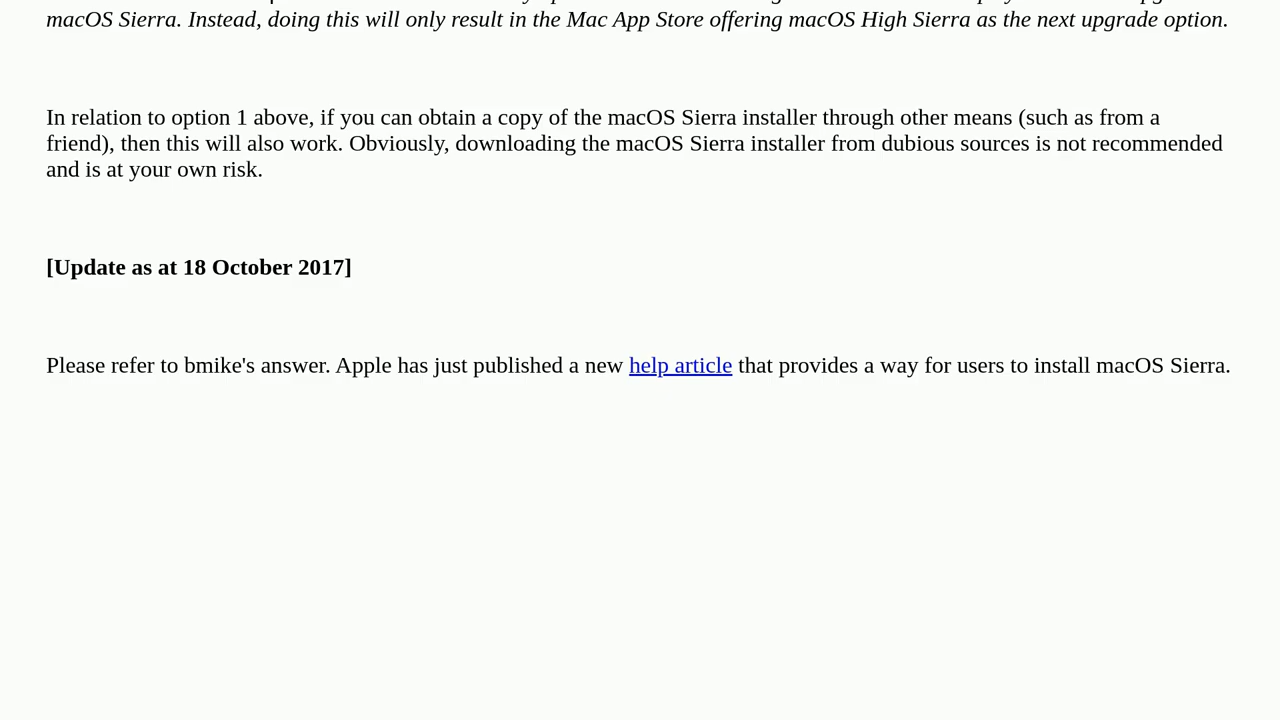 macOS Sierra. Instead, doing this will only result in the Mac App Store offering macOS High Sierra as the next upgrade option.
In relation to option 1 above, if you can obtain a copy of the macOS Sierra installer through other means (such as from a
friend), then this will also work. Obviously, downloading the macOS Sierra installer from dubious sources is not recommended
and is at your own risk.
[Update as at 18 October 2017]
Please refer to bmike's answer. Apple has just published a new help article that provides a way for users to install macOS Sierra.